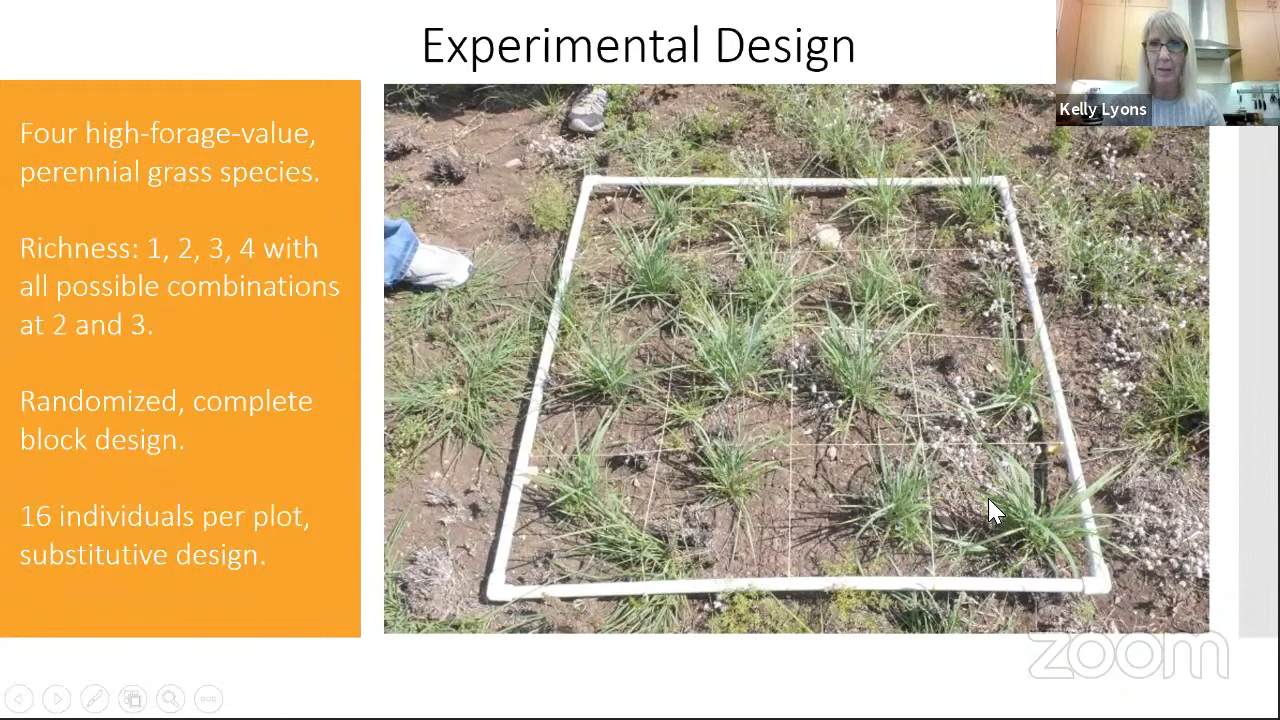 Experimental Design
Kelly Lyons
Four high-forage-value,
perennial grass species.
Richness: 1, 2, 3, 4 with
all possible combinations
at 2 and 3.
Randomized, complete
block design.
16 individuals per plot,
substitutive design.
zoom